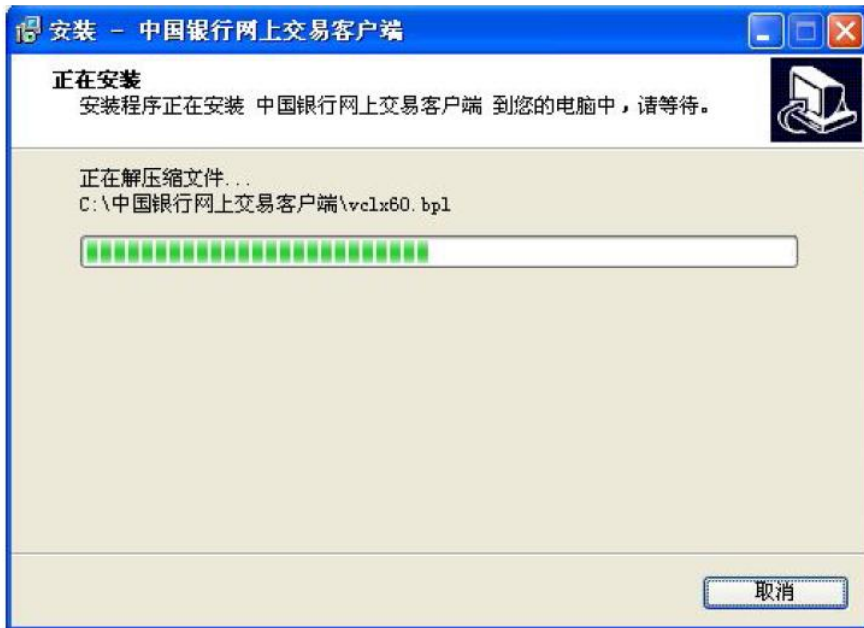 安装 - 中国银行网上交易客户端
正在安装
安装程序正在安装 中国银行网上交易客户端 到您的电脑中，请等待。
正在解压缩文件...
C:\中国银行网上交易客户端\vclx60.bpl
取消